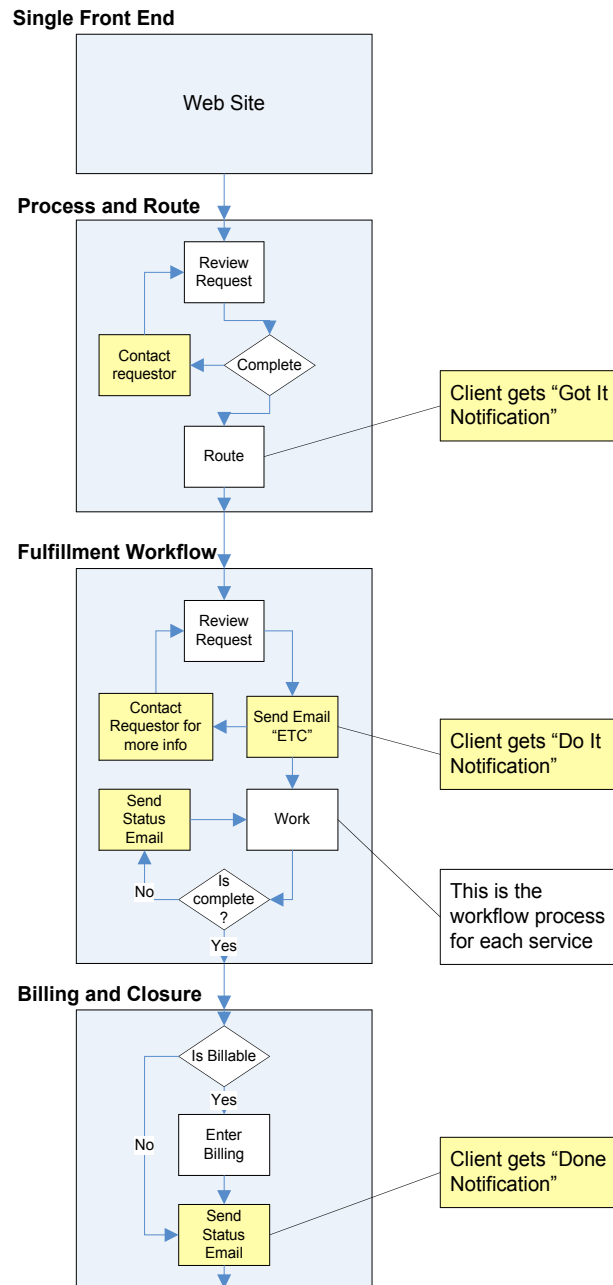 Single Front End
Web Site
Process and Route
Review
Request
Contact
requestor
Complete
Client gets “Got It
Notification”
Route
Fulfillment Workflow
Review
Request
Contact
Requestor for
more info
Send Email
“ETC”
Client gets “Do It
Notification”
Send
Status
Email
Work
Is
complete
?
No
Yes
This is the
workflow process
for each service
Billing and Closure
Is Billable
Yes
No
Enter
Billing
Client gets “Done
Notification”
Send
Status
Email